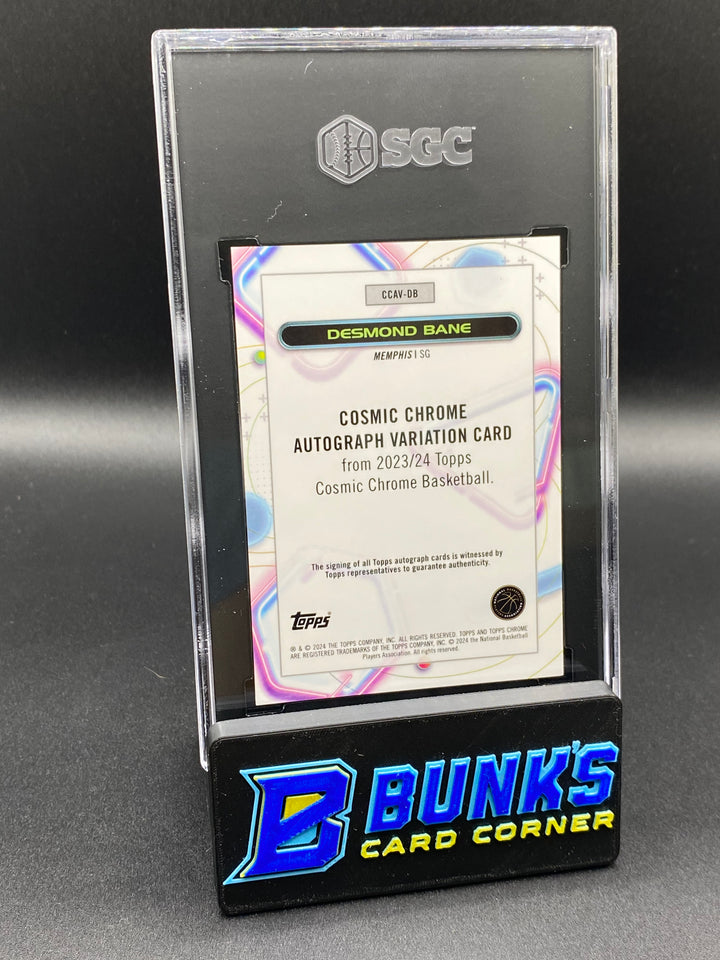 SGC
CCAV-DB
DESMOND BANE
MEMPHIS | SG
COSMIC CHROME
AUTOGRAPH VARIATION CARD
from 2023/24 Topps
Cosmic Chrome Basketball.
The signing of all Topps autograph cards is witnessed by
Topps representatives to guarantee authenticity.
Topps®
® & © 2024 THE TOPPS COMPANY, INC. ALL RIGHTS RESERVED. TOPPS AND TOPPS CHROME
ARE REGISTERED TRADEMARKS OF THE TOPPS COMPANY, INC. © 2024 the National Basketball
Players Association. All rights reserved.
B BUNK'S
CARD CORNER